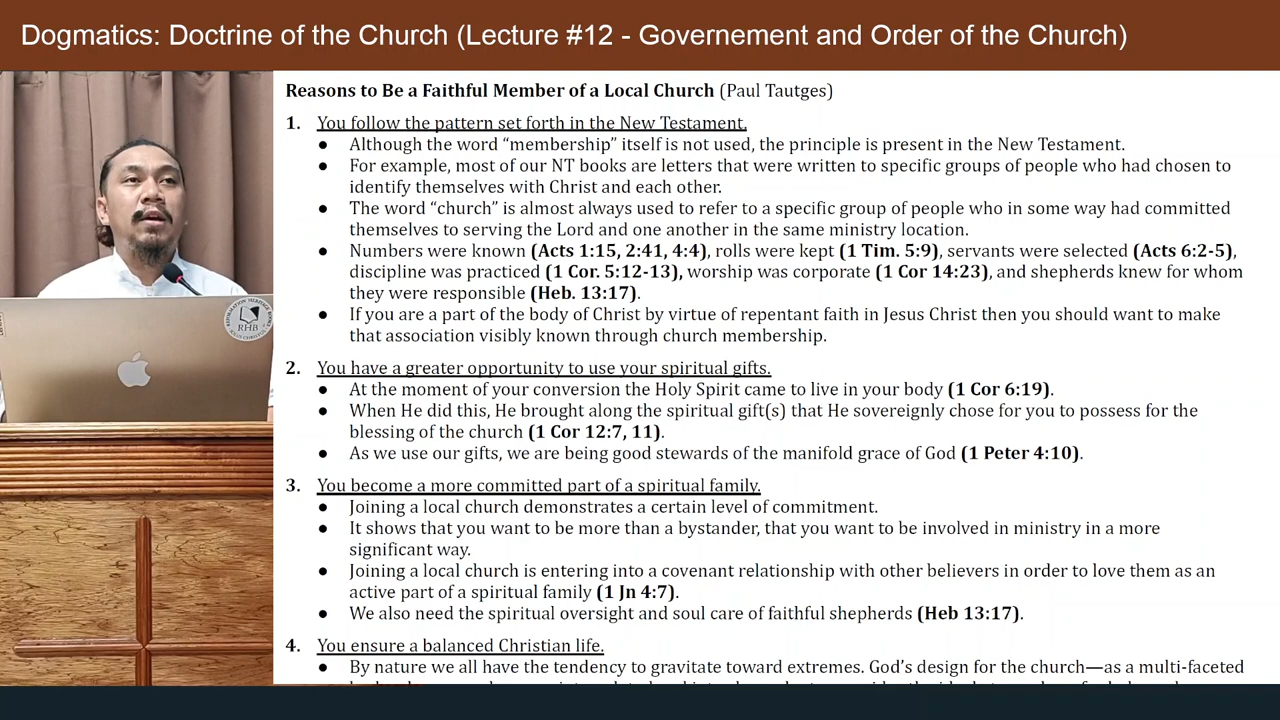 Dogmatics: Doctrine of the Church (Lecture #12 - Governement and Order of the Church)
Reasons to Be a Faithful Member of a Local Church (Paul Tautges)
1. You follow the pattern set forth in the New Testament.
● Although the word “membership” itself is not used, the principle is present in the New Testament.
● For example, most of our NT books are letters that were written to specific groups of people who had chosen to
identify themselves with Christ and each other.
● The word “church” is almost always used to refer to a specific group of people who in some way had committed
themselves to serving the Lord and one another in the same ministry location.
● Numbers were known (Acts 1:15, 2:41, 4:4), rolls were kept (1 Tim. 5:9), servants were selected (Acts 6:2-5),
discipline was practiced (1 Cor. 5:12-13), worship was corporate (1 Cor 14:23), and shepherds knew for whom
they were responsible (Heb. 13:17).
● If you are a part of the body of Christ by virtue of repentant faith in Jesus Christ then you should want to make
that association visibly known through church membership.
2. You have a greater opportunity to use your spiritual gifts.
● At the moment of your conversion the Holy Spirit came to live in your body (1 Cor 6:19).
● When He did this, He brought along the spiritual gift(s) that He sovereignly chose for you to possess for the
blessing of the church (1 Cor 12:7, 11).
● As we use our gifts, we are being good stewards of the manifold grace of God (1 Peter 4:10).
3. You become a more committed part of a spiritual family.
● Joining a local church demonstrates a certain level of commitment.
● It shows that you want to be more than a bystander, that you want to be involved in ministry in a more
significant way.
● Joining a local church is entering into a covenant relationship with other believers in order to love them as an
active part of a spiritual family (1 Jn 4:7).
● We also need the spiritual oversight and soul care of faithful shepherds (Heb 13:17).
4. You ensure a balanced Christian life.
● By nature we all have the tendency to gravitate toward extremes. God’s design for the church—as a multi-faceted
RHB